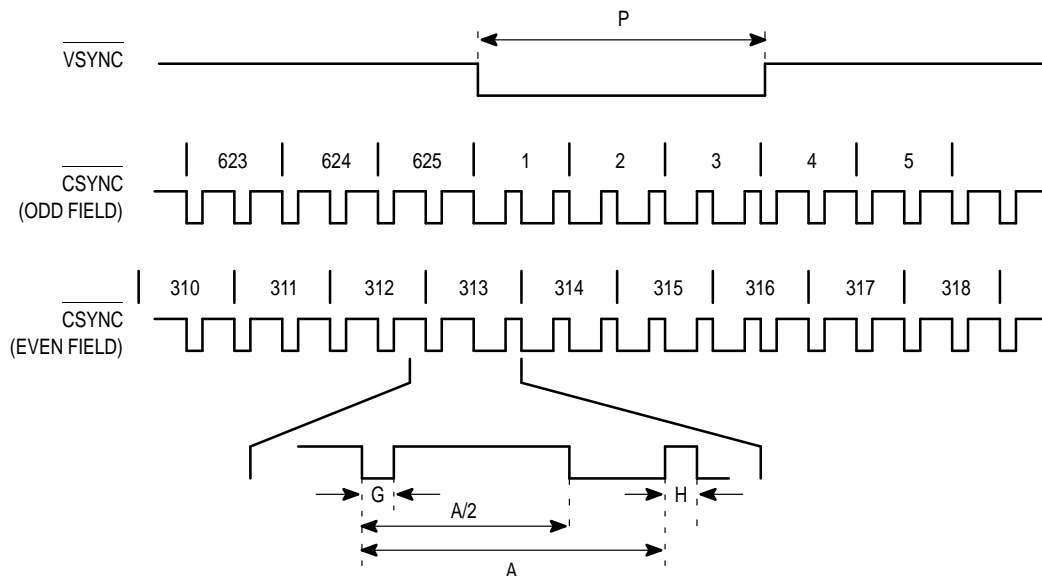 P
VSYNC
623 624 625 1 2 3 4 5
CSYNC
(ODD FIELD)
310 311 312 313 314 315 316 317 318
CSYNC
(EVEN FIELD)
G H
A/2
A